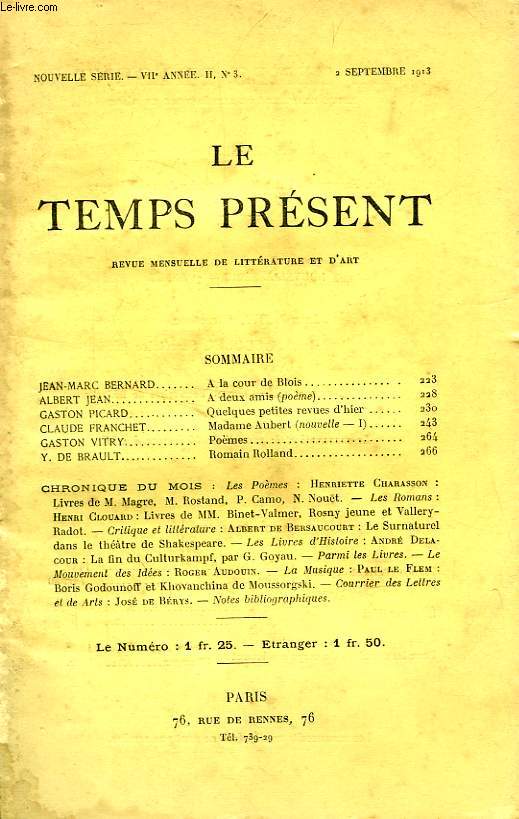 Le-livre.com
NOUVELLE SÉRIE. — VIIe ANNÉE. II, N° 3. 2 SEPTEMBRE 1913
LE
TEMPS PRÉSENT
REVUE MENSUELLE DE LITTÉRATURE ET D'ART
SOMMAIRE
JEAN-MARC BERNARD....... A la cour de Blois............... . 223
ALBERT JEAN.............. A deux amis (poème).............. 228
GASTON PICARD........... Quelques petites revues d'hier ...... 230
CLAUDE FRANCHET........ Madame Aubert (nouvelle — I)...... 243
GASTON VITRY............ Poèmes......................... 264
Y. DE BRAULT............. Romain Rolland.................. 266
CHRONIQUE DU MOIS : Les Poèmes : HENRIETTE CHARASSON :
Livres de M. Magre, M. Rostand, P. Camo, N. Nouët. — Les Romans :
HENRI CLOUARD : Livres de MM. Binet-Valmer, Rosny jeune et Vallery-
Radot. — Critique et littérature : ALBERT DE BERSAUCOURT : Le Surnaturel
dans le théâtre de Shakespeare. — Les Livres d'Histoire : ANDRÉ DELA-
COUR : La fin du Culturkampf, par G. Goyau. — Parmi les Livres. — Le
Mouvement des Idées : ROGER AUDOUIN. — La Musique : PAUL LE FLEM :
Boris Godounoff et Khovanchina de Moussorgski. — Courrier des Lettres
et de Arts : JOSÉ DE BÉRYS. — Notes bibliographiques.
Le Numéro : 1 fr. 25. — Etranger : 1 fr. 50.
PARIS
76, RUE DE RENNES, 76
Tél. 739-29